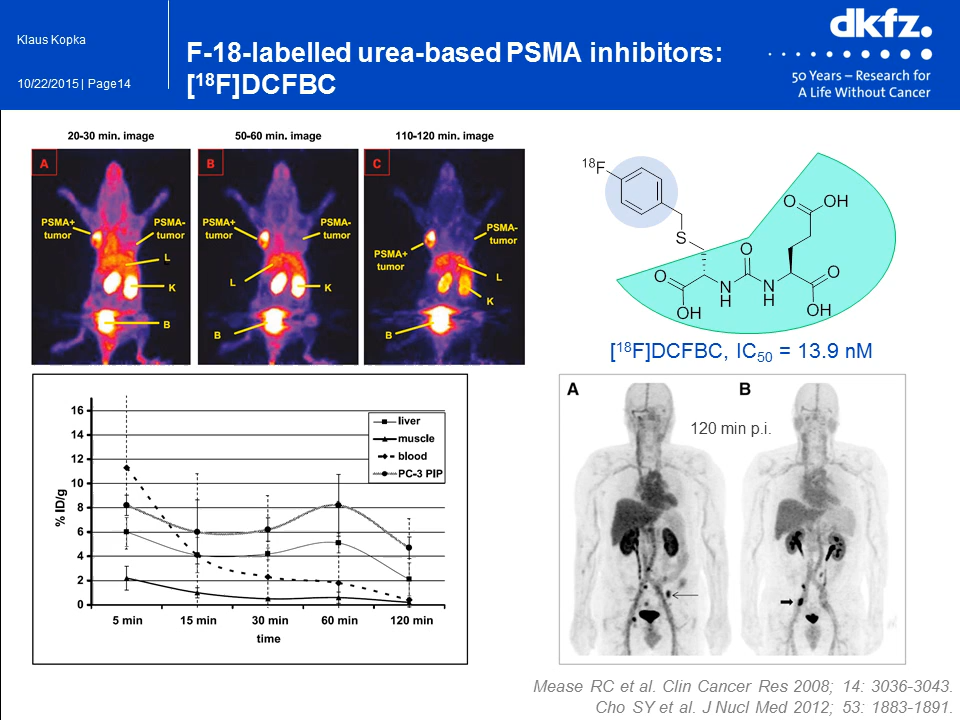 Klaus Kopka
10/22/2015 | Page14
F-18-labelled urea-based PSMA inhibitors:
[¹⁸F]DCFBC
dkfz.
50 Years – Research for
A Life Without Cancer
20-30 min. image
50-60 min. image
110-120 min. image
A
PSMA+
tumor
PSMA-
tumor
L
K
B
B
PSMA+
tumor
PSMA-
tumor
L
K
B
C
PSMA-
tumor
PSMA+
tumor
L
K
B
¹⁸F
S
O
OH
N
H
O
N
H
O
OH
O
OH
[¹⁸F]DCFBC, IC₅₀ = 13.9 nM
% ID/g
16
14
12
10
8
6
4
2
0
liver
muscle
blood
PC-3 PIP
5 min
15 min
30 min
60 min
120 min
time
A
B
120 min p.i.
Mease RC et al. Clin Cancer Res 2008; 14: 3036-3043.
Cho SY et al. J Nucl Med 2012; 53: 1883-1891.